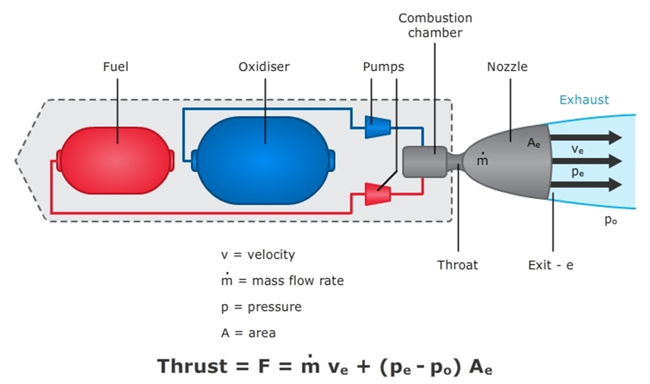 Combustion
chamber
Fuel
Oxidiser
Pumps
Nozzle
Exhaust
Aₑ
ṁ
vₑ
pₑ
pₒ
Throat
Exit - e
v = velocity
ṁ = mass flow rate
p = pressure
A = area
Thrust = F = ṁ vₑ + (pₑ - pₒ) Aₑ